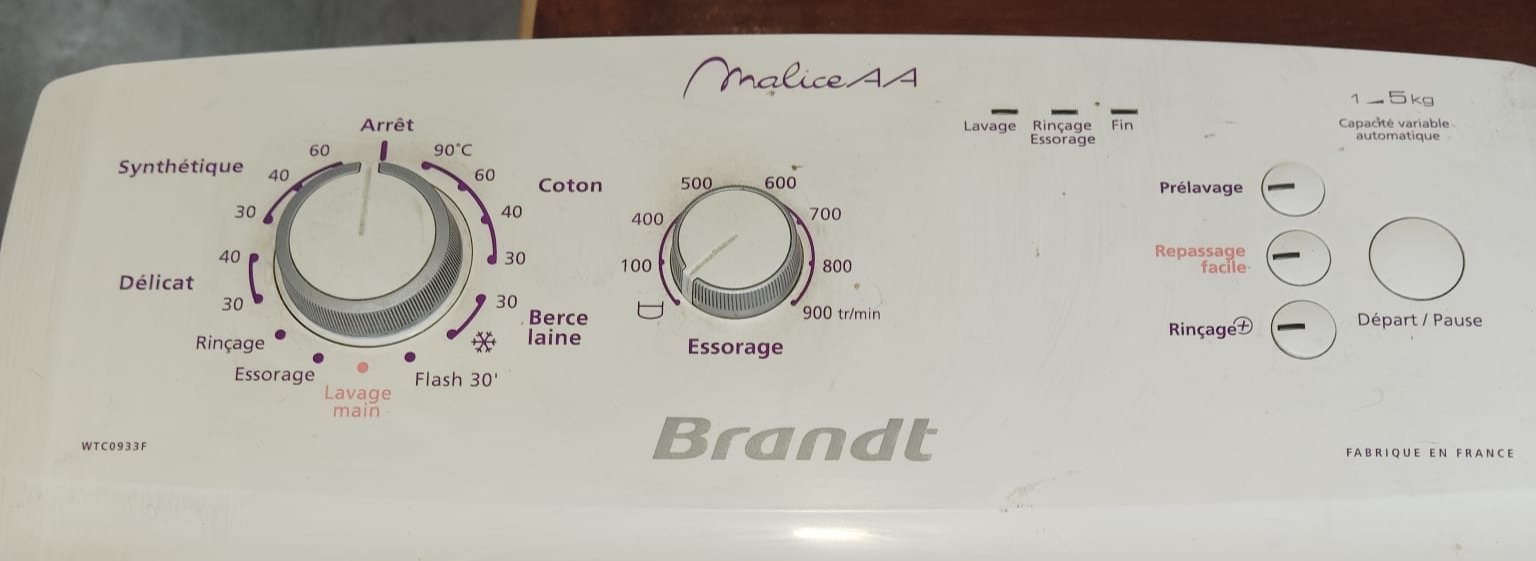 Malice AA
Arrêt
Synthétique
60
40
30
90°C
60
40
30
Coton
Délicat
40
30
30
Berce
laine
Rinçage
Essorage
Lavage
main
Flash 30'
WTC0933F
500
600
400
700
100
800
900 tr/min
Essorage
Brandt
Lavage
Rinçage
Essorage
Fin
1 5kg
Capacité variable
automatique
Prélavage
Repassage
facile
Rinçage+
Départ / Pause
FABRIQUE EN FRANCE